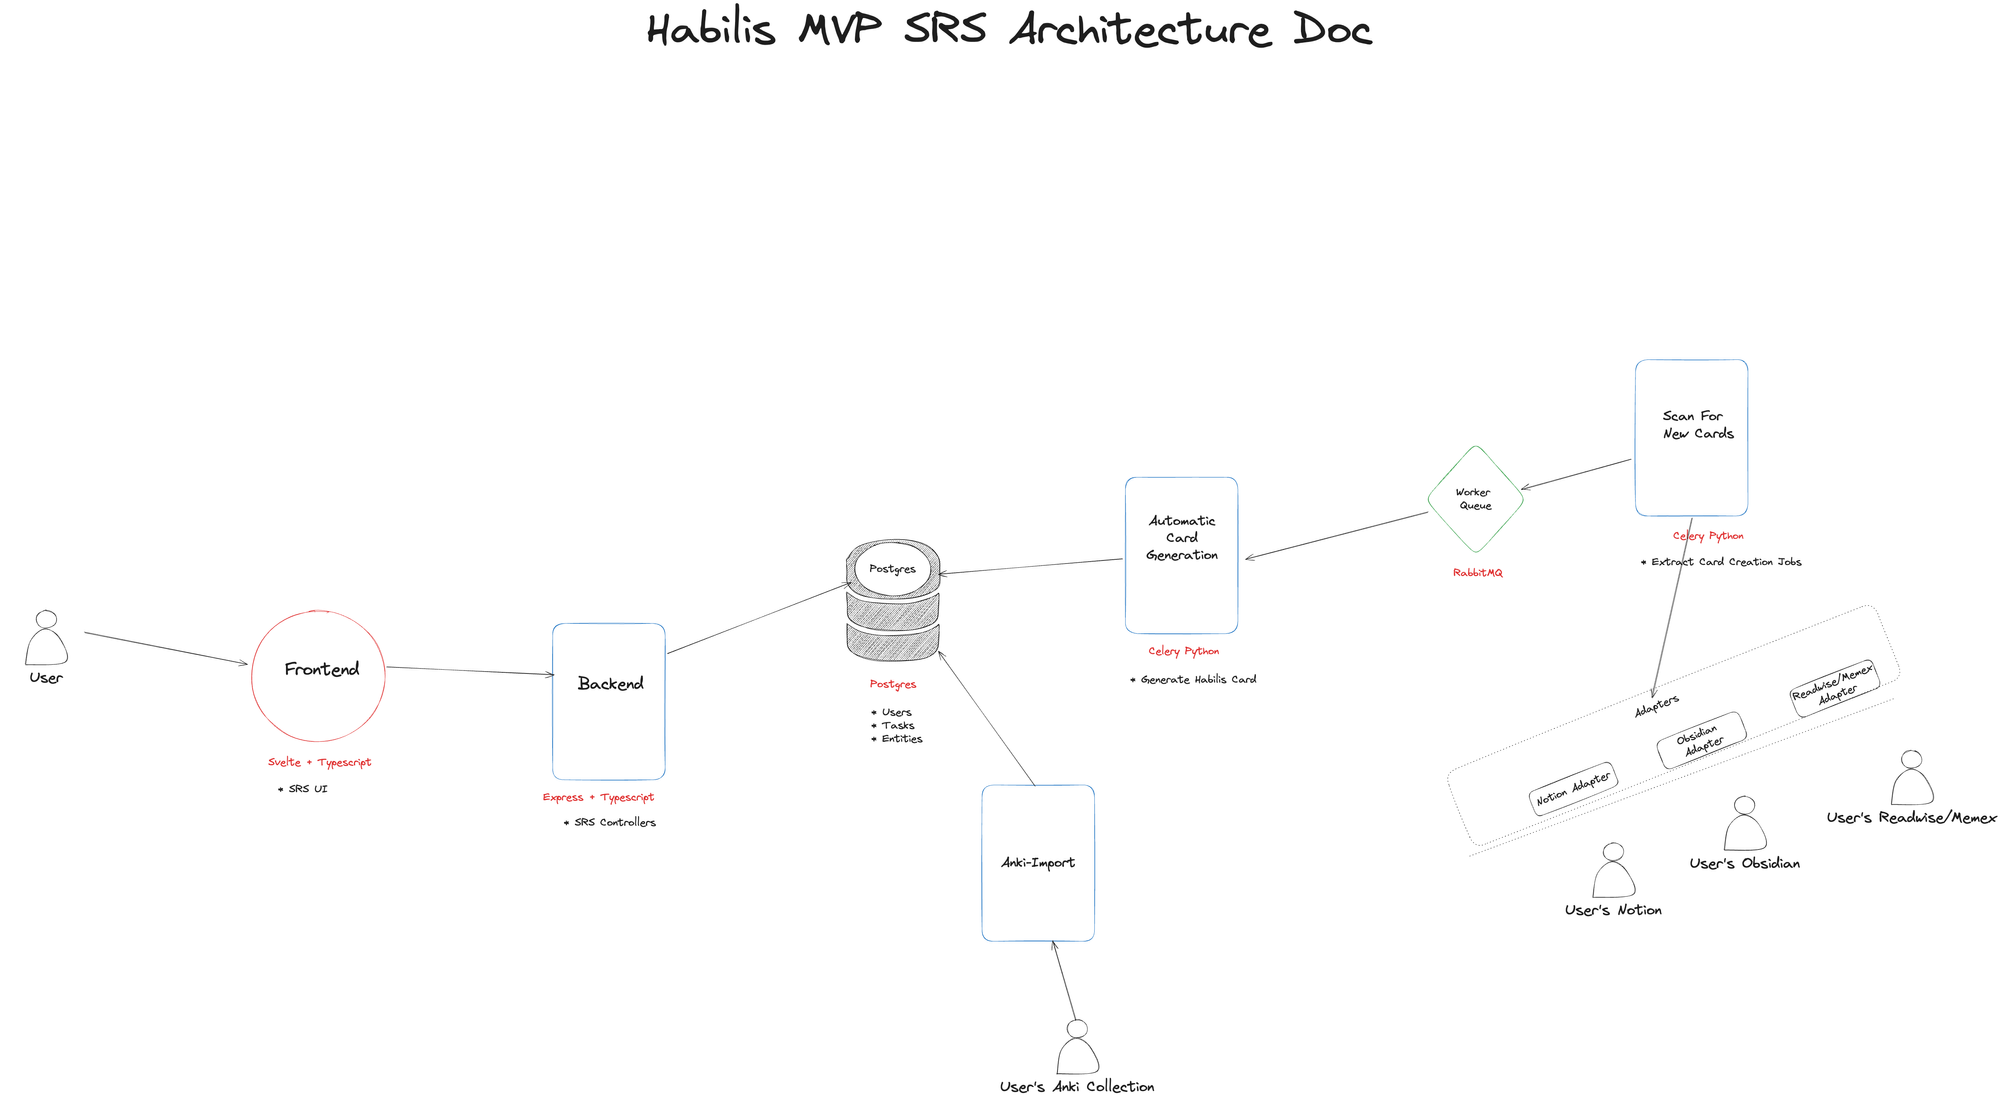 Habilis MVP SRS Architecture Doc
User
Frontend
Svelte + Typescript
* SRS UI
Backend
Express + Typescript
* SRS Controllers
Postgres
Postgres
* Users
* Tasks
* Entities
Anki-Import
User's Anki Collection
Automatic
Card
Generation
Celery Python
* Generate Habilis Card
Worker
Queue
RabbitMQ
Scan For
New Cards
Celery Python
* Extract Card Creation Jobs
Adapters
Notion Adapter
Obsidian
Adapter
Readwise/Memex
Adapter
User's Notion
User's Obsidian
User's Readwise/Memex